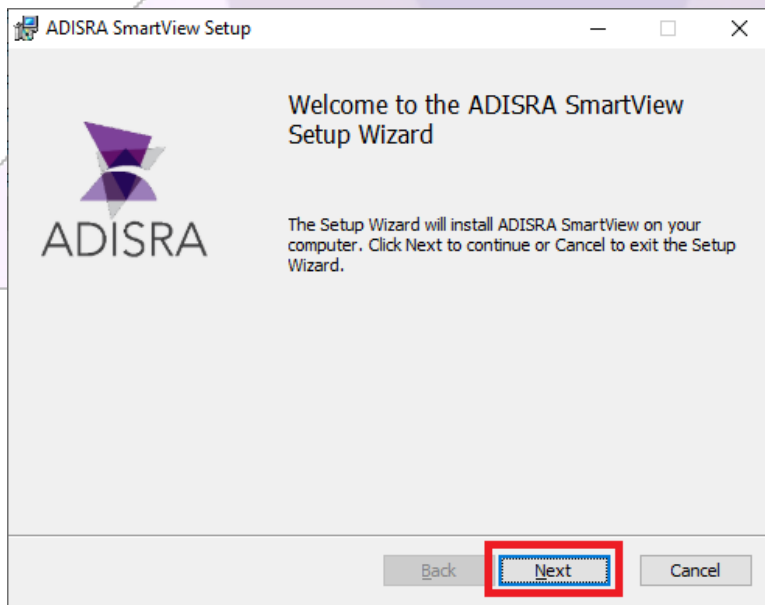 ADISRA SmartView Setup
Welcome to the ADISRA SmartView
Setup Wizard
ADISRA
The Setup Wizard will install ADISRA SmartView on your
computer. Click Next to continue or Cancel to exit the Setup
Wizard.
Back Next Cancel